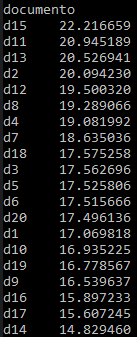 documento
d15 22.216659
d11 20.945189
d13 20.526941
d2 20.094230
d12 19.500320
d8 19.289066
d4 19.081992
d7 18.635036
d18 17.575258
d3 17.562696
d5 17.525806
d6 17.515666
d20 17.496136
d1 17.069818
d10 16.935225
d19 16.778567
d9 16.539637
d16 15.897233
d17 15.607245
d14 14.829460